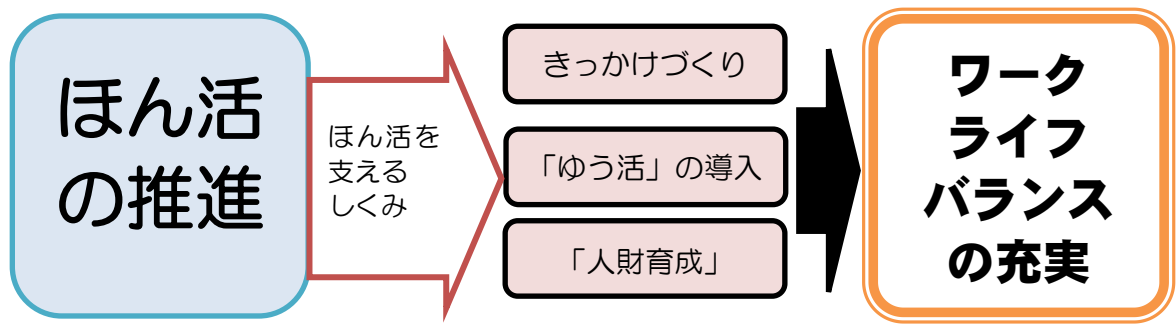 ほん活
の推進
ほん活を
支える
しくみ
きっかけづくり
「ゆう活」の導入
「人財育成」
ワーク
ライフ
バランス
の充実